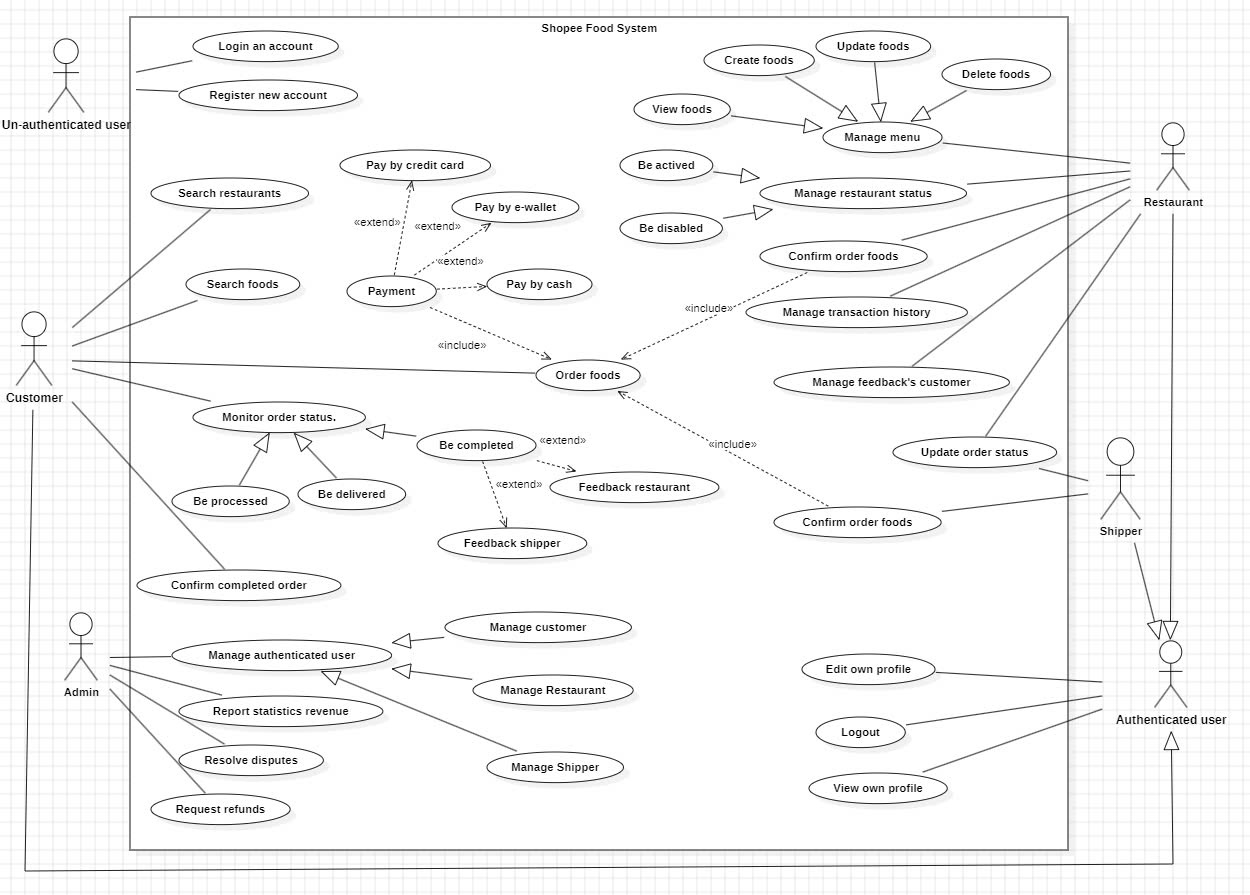 Shopee Food System
Login an account
Update foods
Create foods
Delete foods
Register new account
View foods
Un-authenticated user
Manage menu
Pay by credit card
Be actived
Search restaurants
Manage restaurant status
Restaurant
Pay by e-wallet
«extend»
«extend»
Be disabled
Confirm order foods
«extend»
Search foods
Pay by cash
Payment
«include»
Manage transaction history
«include»
Order foods
Manage feedback's customer
Customer
Monitor order status.
«extend»
Be completed
«include»
Update order status
«extend»
Feedback restaurant
Be processed
Be delivered
Confirm order foods
Shipper
Feedback shipper
Confirm completed order
Manage customer
Manage authenticated user
Edit own profile
Admin
Manage Restaurant
Report statistics revenue
Authenticated user
Logout
Resolve disputes
Manage Shipper
View own profile
Request refunds